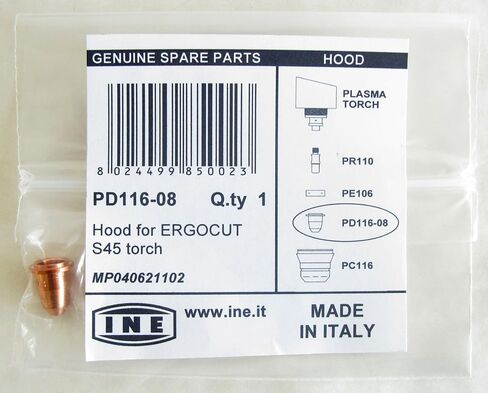 GENUINE SPARE PARTS
HOOD
8 024499 850023
PD116-08 Q.ty 1
Hood for ERGOCUT
S45 torch
MP040621102
INE
www.ine.it
PLASMA
TORCH
PR110
PE106
PD116-08
PC116
MADE
IN ITALY